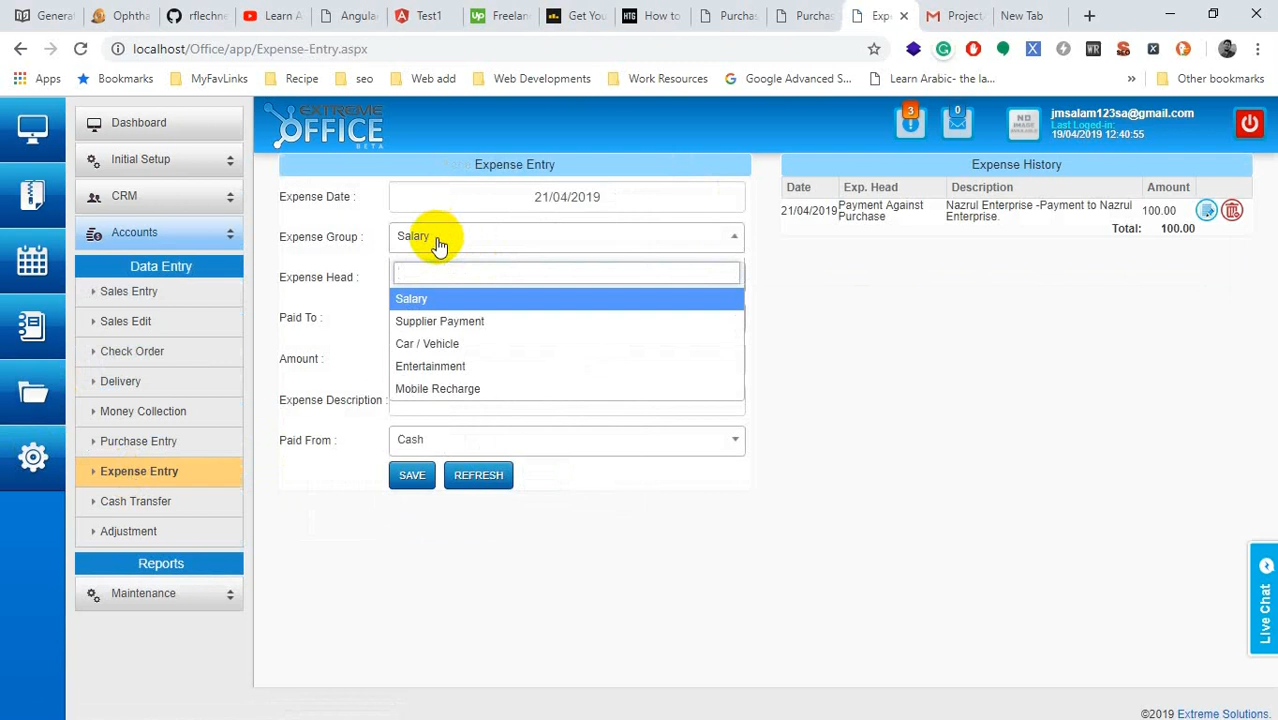 Genera
Ophtha
rflechne
Learn A
Angula
Test1
Freelan
Get You
How to
Purchas
Purcha
Exp
Project
New Tab
localhost/Office/app/Expense-Entry.aspx
Apps
Bookmarks
MyFavLinks
Recipe
seo
Web add
Web Developments
Work Resources
Google Advanced S...
Learn Arabic- the la...
»
Other bookmarks
EXTREME
OFFICE
BETA
3
0
NO IMAGE AVAILABLE
jmsalam123sa@gmail.com
Last Loged-in:
19/04/2019 12:40:55
Dashboard
Initial Setup
CRM
Accounts
Data Entry
Sales Entry
Sales Edit
Check Order
Delivery
Money Collection
Purchase Entry
Expense Entry
Cash Transfer
Adjustment
Reports
Maintenance
Expense Entry
Expense Date : 21/04/2019
Expense Group : Salary
Expense Head :
Salary
Supplier Payment
Car / Vehicle
Entertainment
Mobile Recharge
Paid To :
Amount :
Expense Description :
Paid From : Cash
SAVE REFRESH
Expense History
Date Exp. Head Description Amount
21/04/2019 Payment Against Purchase Nazrul Enterprise -Payment to Nazrul Enterprise. 100.00
Total: 100.00
Live Chat
©2019 Extreme Solutions.